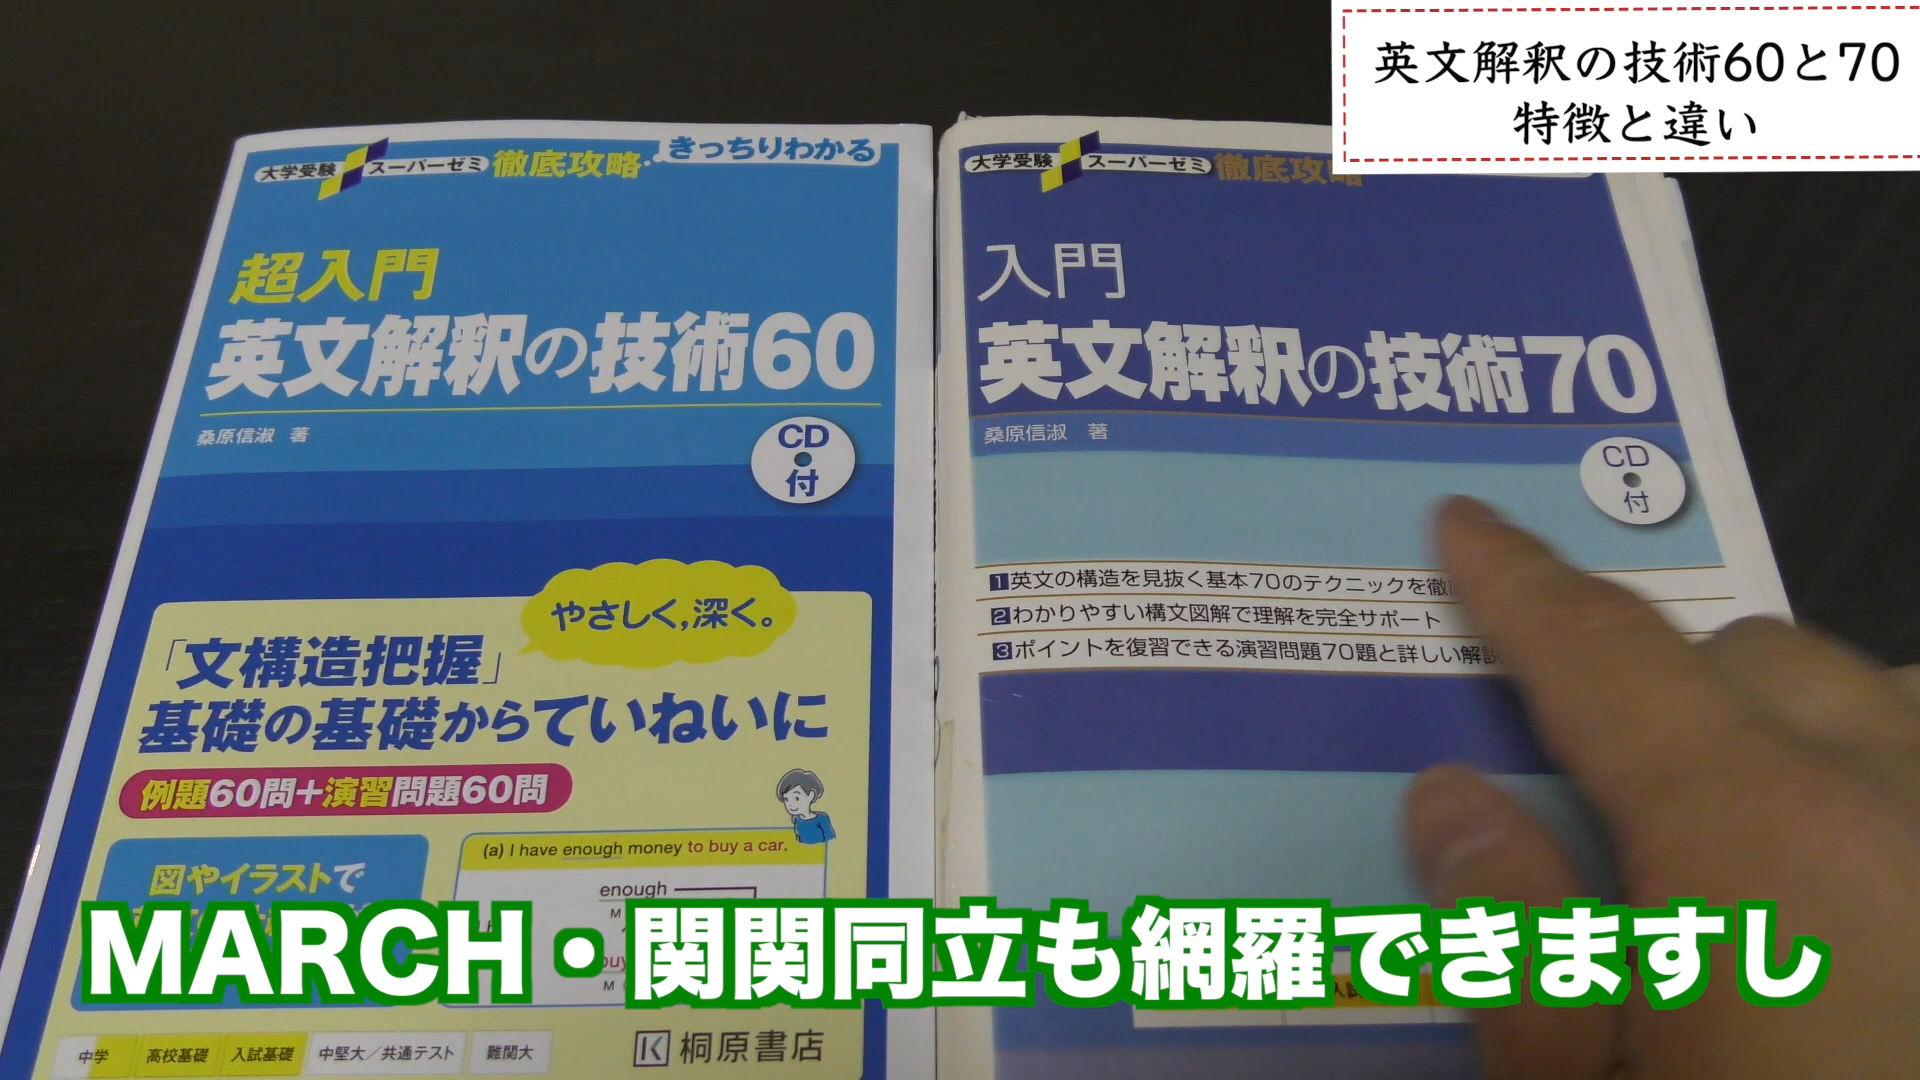 英文解釈の技術60と70
特徴と違い
大学受験 スーパーゼミ 徹底攻略 きっちりわかる
超入門
英文解釈の技術60
桑原信淑 著
CD
付
やさしく,深く。
「文構造把握」
基礎の基礎からていねいに
例題60問+演習問題60問
図やイラストで
(a) I have enough money to buy a car.
enough
M
M
中学 高校基礎 入試基礎 中堅大/共通テスト 難関大
桐原書店
大学受験 スーパーゼミ 徹底攻略
入門
英文解釈の技術70
桑原信淑 著
CD
付
1英文の構造を見抜く基本70のテクニックを徹
2わかりやすい構文図解で理解を完全サポート
3ポイントを復習できる演習問題70題と詳しい解説
MARCH・関関同立も網羅できますし